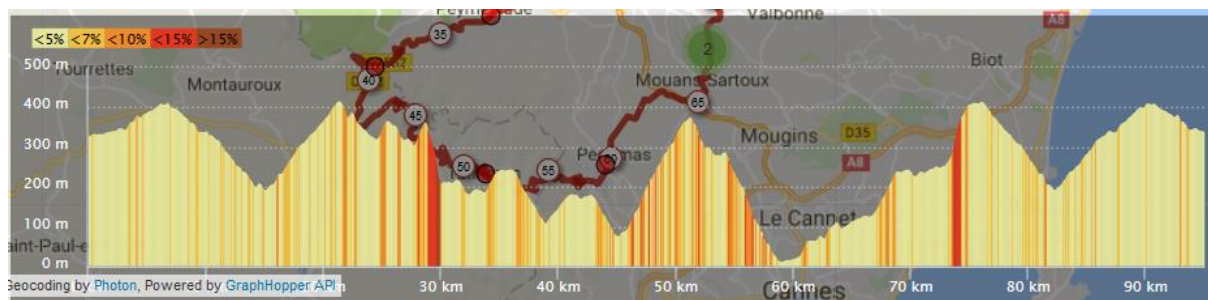 Valbonne
A8
<5% <7% <10% <15% >15%
35
2
500 m
Tourrettes
Biot
40
Montauroux
Mouans-Sartoux
400 m
45
65
Mougins
D35
300 m
A8
50
55
200 m
100 m
Le Cannet
0 m
30 km 40 km 50 km 60 km 70 km 80 km 90 km
Geocoding by Photon, Powered by GraphHopper API
Cannes